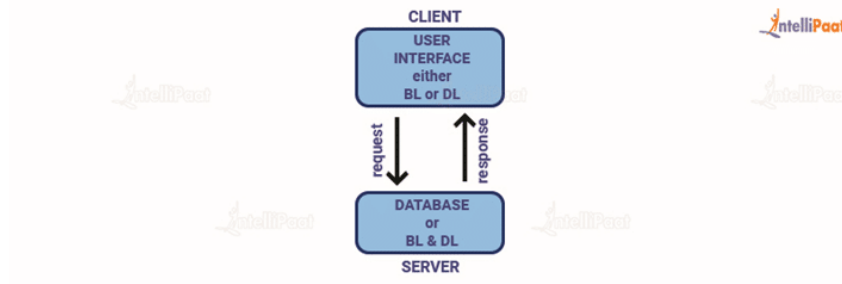 CLIENT
IntelliPaat
USER
INTERFACE
either
BL or DL
request
response
DATABASE
or
BL & DL
SERVER